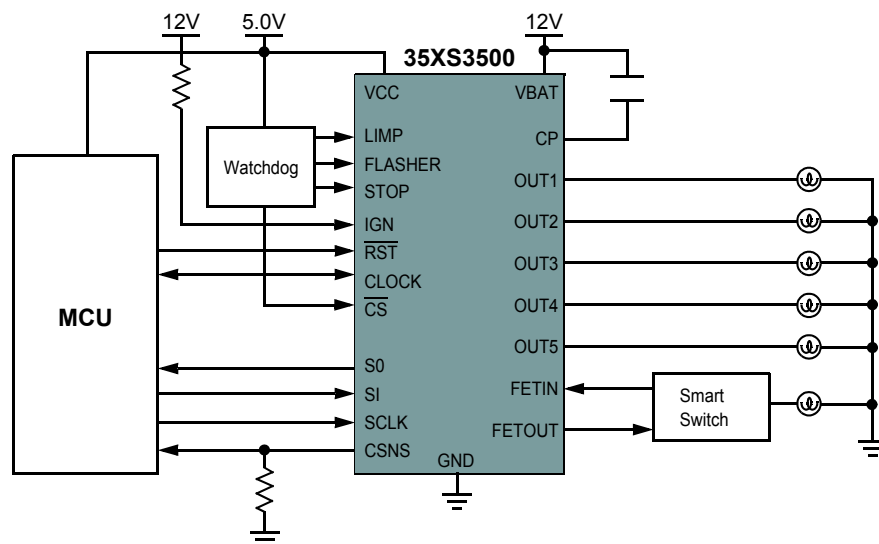 12V 5.0V 12V
35XS3500
VCC VBAT
LIMP CP
Watchdog FLASHER
STOP OUT1
IGN OUT2
RST
CLOCK OUT3
CS OUT4
MCU
OUT5
S0 FETIN
SI Smart
SCLK FETOUT Switch
CSNS
GND